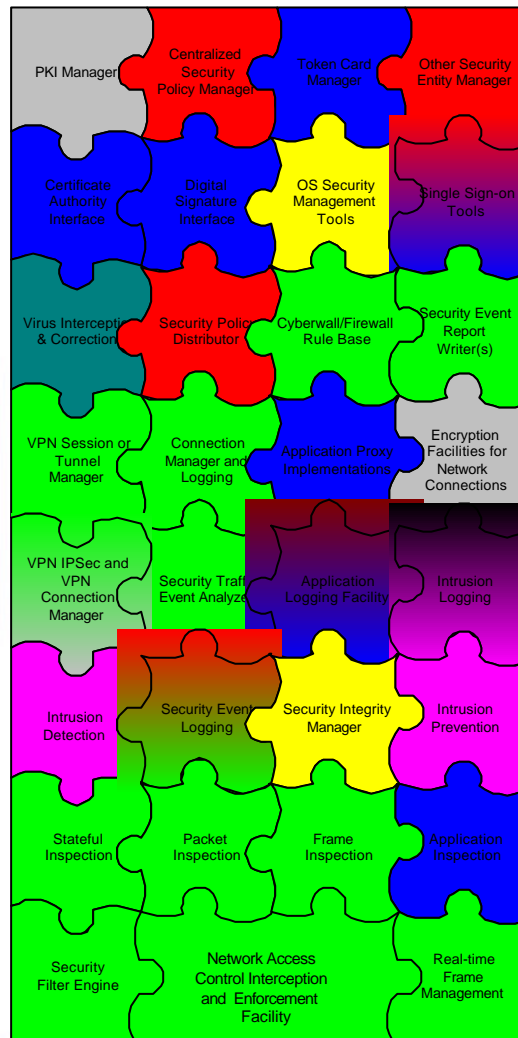 PKI Manager
Centralized
Security
Policy Manager
Token Card
Manager
Other Security
Entity Manager
Certificate
Authority
Interface
Digital
Signature
Interface
OS Security
Management
Tools
Single Sign-on
Tools
Virus Intercepti
& Correction
Security Policy
Distributor
Cyberwall/Firewall
Rule Base
Security Event
Report
Writer(s)
VPN Session or
Tunnel
Manager
Connection
Manager and
Logging
Application Proxy
Implementations
Encryption
Facilities for
Network
Connections
VPN IPSec and
VPN
Connection
Manager
Security Traff
Event Analyze
Application
Logging Facility
Intrusion
Logging
Intrusion
Detection
Security Event
Logging
Security Integrity
Manager
Intrusion
Prevention
Stateful
Inspection
Packet
Inspection
Frame
Inspection
Application
Inspection
Security
Filter Engine
Network Access
Control Interception
and Enforcement
Facility
Real-time
Frame
Management